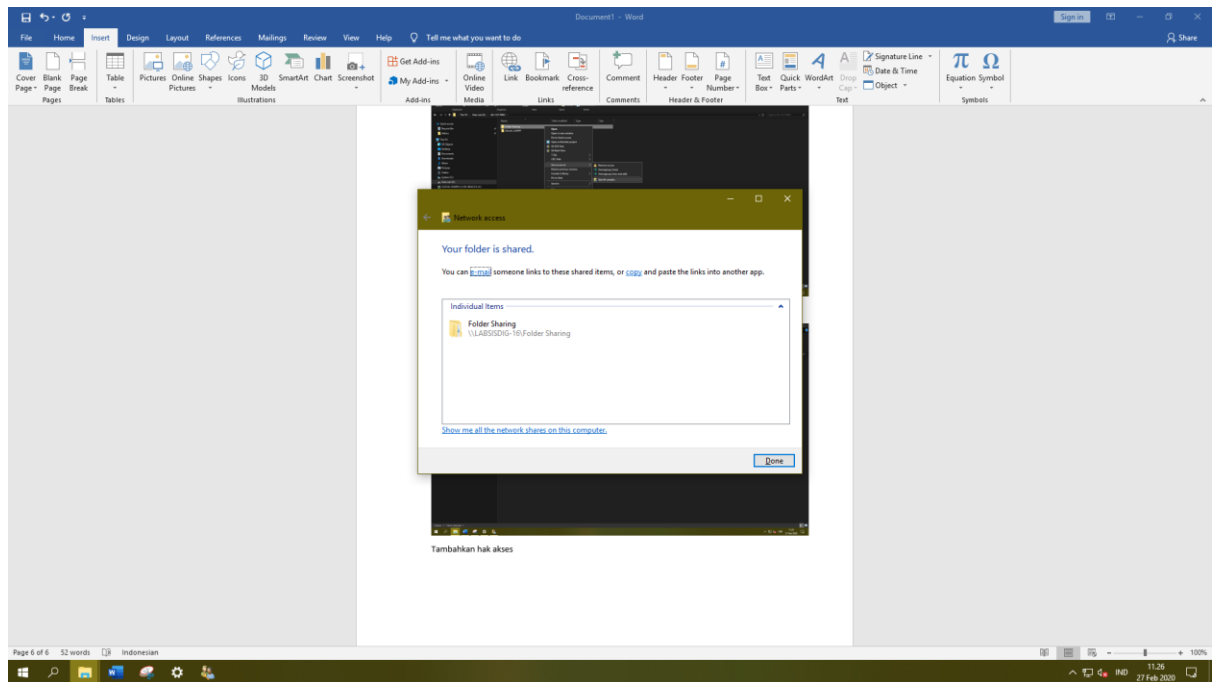 Document1 - Word
Sign in
File Home Insert Design Layout References Mailings Review View Help Tell me what you want to do
Share
Cover Page
Blank Page
Page Break
Pages
Table
Tables
Pictures
Online Pictures
Shapes
Icons
3D Models
SmartArt
Chart
Screenshot
Illustrations
Get Add-ins
My Add-ins
Add-ins
Online Video
Media
Link
Bookmark
Cross-reference
Links
Comment
Comments
Header
Footer
Page Number
Header & Footer
Text Box
Quick Parts
WordArt
Drop Cap
Signature Line
Date & Time
Object
Text
Equation
Symbol
Symbols
Network access
Your folder is shared.
You can e-mail someone links to these shared items, or copy and paste the links into another app.
Individual Items
Folder Sharing
\\LABSISDIG-16\Folder Sharing
Show me all the network shares on this computer.
Done
Tambahkan hak akses
Page 6 of 6 52 words Indonesian
100%
IND
11.26
27 Feb 2020